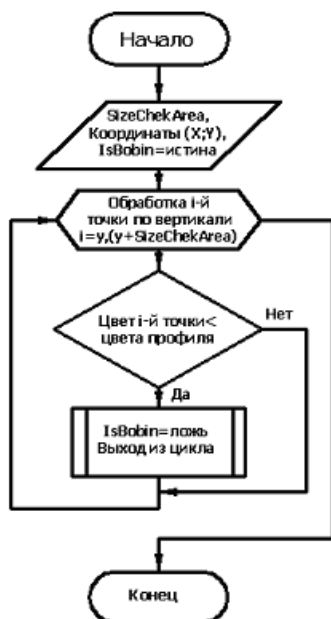 Начало
SizeChekArea,
Координаты (X;Y),
IsBobin=истина
Обработка i-й
точки по вертикали
i=y,(y+SizeChekArea)
Цвет i-й точки<
цвета профиля
Нет
Да
IsBobin=ложь
Выход из цикла
Конец